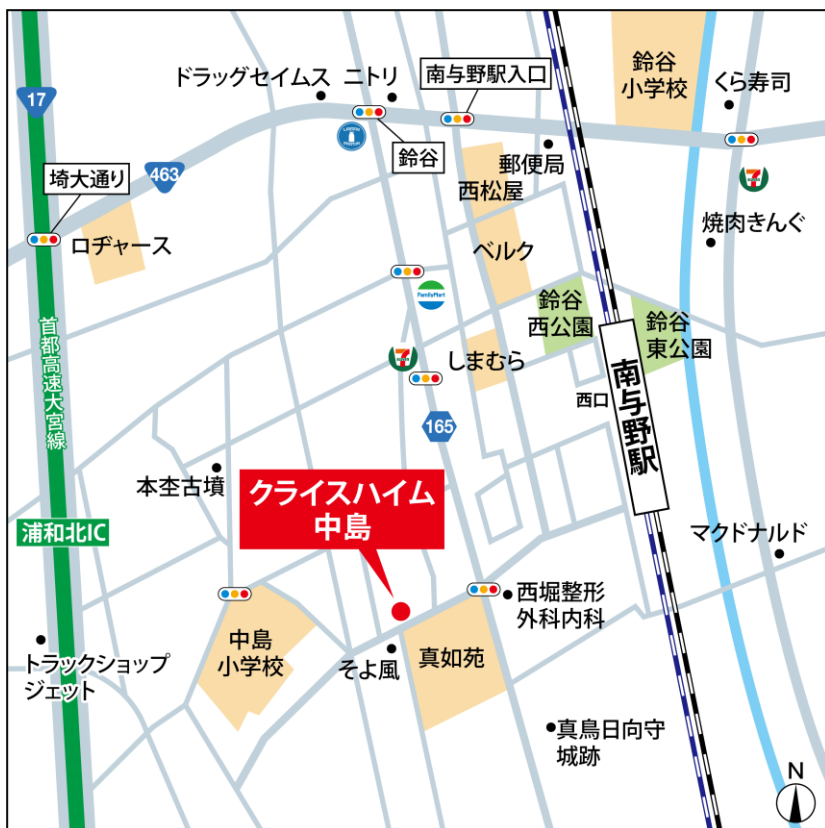 ドラッグセイムス
ニトリ
南与野駅入口
鈴谷
小学校
くら寿司
17
鈴谷
郵便局
埼大通り
463
西松屋
7
ロヂャース
焼肉きんぐ
ベルク
FamilyMart
鈴谷
西公園
鈴谷
東公園
首都高速大宮線
7
しまむら
南与野駅
西口
165
本杢古墳
クライスハイム
中島
浦和北IC
マクドナルド
西堀整形
外科内科
中島
小学校
そよ風
真如苑
トラックショップ
ジェット
真鳥日向守
城跡
N